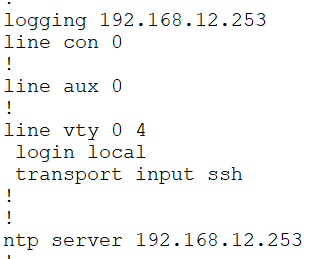 !
logging 192.168.12.253
line con 0
!
line aux 0
!
line vty 0 4
 login local
 transport input ssh
!
!
ntp server 192.168.12.253
!